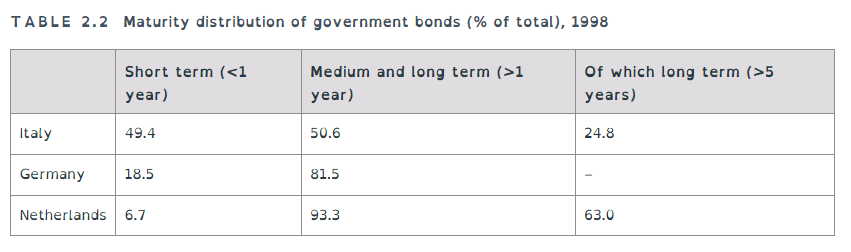 TABLE 2.2 Maturity distribution of government bonds (% of total), 1998
Short term (<1 year) Medium and long term (>1 year) Of which long term (>5 years)
Italy 49.4 50.6 24.8
Germany 18.5 81.5 –
Netherlands 6.7 93.3 63.0